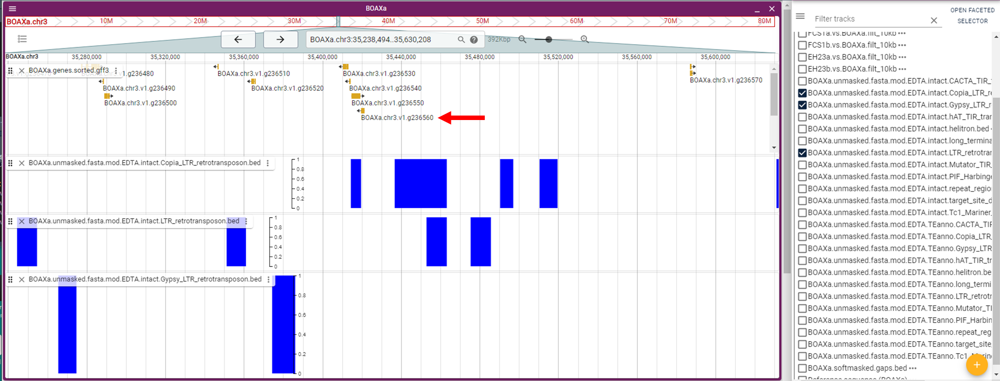 BOAXa
BOAXa.chr3 10M 20M 30M 40M 50M 60M 70M 80M
BOAXa.chr3:35,238,494..35,630,208 392Kbp
BOAXa.chr3 35,280,000 35,320,000 35,360,000 35,400,000 35,440,000 35,480,000 35,520,000 35,560,000 35,600,000
BOAXa.genes.sorted.gff3
v1.g236480
BOAXa.chr3.v1.g236510
BOAXa.chr3.v1.g236530
BOAXa.chr3.v1.g236570
BOAXa.chr3.v1.g236490
BOAXa.chr3.v1.g236520
BOAXa.chr3.v1.g236540
BOAXa.chr3.v1.g236500
BOAXa.chr3.v1.g236550
BOAXa.chr3.v1.g236560
BOAXa.unmasked.fasta.mod.EDTA.intact.Copia_LTR_retrotransposon.bed
1
0.8
0.6
0.4
0.2
0
BOAXa.unmasked.fasta.mod.EDTA.intact.LTR_retrotransposon.bed
1
0.8
0.6
0.4
0.2
0
BOAXa.unmasked.fasta.mod.EDTA.intact.Gypsy_LTR_retrotransposon.bed
1
0.8
0.6
0.4
0.2
0
Filter tracks
OPEN FACETED
SELECTOR
FCS1a.vs.BOAXa.filt_10kb
FCS1b.vs.BOAXa.filt_10kb
EH23a.vs.BOAXa.filt_10kb
EH23b.vs.BOAXa.filt_10kb
BOAXa.unmasked.fasta.mod.EDTA.intact.CACTA_TIR_
BOAXa.unmasked.fasta.mod.EDTA.intact.Copia_LTR_re
BOAXa.unmasked.fasta.mod.EDTA.intact.Gypsy_LTR_r
BOAXa.unmasked.fasta.mod.EDTA.intact.hAT_TIR_tran
BOAXa.unmasked.fasta.mod.EDTA.intact.helitron.bed
BOAXa.unmasked.fasta.mod.EDTA.intact.long_termina
BOAXa.unmasked.fasta.mod.EDTA.intact.LTR_retrotran
BOAXa.unmasked.fasta.mod.EDTA.intact.Mutator_TIR_
BOAXa.unmasked.fasta.mod.EDTA.intact.PIF_Harbinge
BOAXa.unmasked.fasta.mod.EDTA.intact.repeat_regio
BOAXa.unmasked.fasta.mod.EDTA.intact.target_site_d
BOAXa.unmasked.fasta.mod.EDTA.intact.Tc1_Mariner_
BOAXa.unmasked.fasta.mod.EDTA.TEanno.CACTA_TIR
BOAXa.unmasked.fasta.mod.EDTA.TEanno.Copia_LTR_
BOAXa.unmasked.fasta.mod.EDTA.TEanno.Gypsy_LTR
BOAXa.unmasked.fasta.mod.EDTA.TEanno.hAT_TIR_tr
BOAXa.unmasked.fasta.mod.EDTA.TEanno.helitron.be
BOAXa.unmasked.fasta.mod.EDTA.TEanno.long_termi
BOAXa.unmasked.fasta.mod.EDTA.TEanno.LTR_retrotr
BOAXa.unmasked.fasta.mod.EDTA.TEanno.Mutator_TI
BOAXa.unmasked.fasta.mod.EDTA.TEanno.PIF_Harbin
BOAXa.unmasked.fasta.mod.EDTA.TEanno.repeat_reg
BOAXa.unmasked.fasta.mod.EDTA.TEanno.target_site_
BOAXa.unmasked.fasta.mod.EDTA.TEanno.Tc1_Marin
BOAXa.softmasked.gaps.bed
Reference sequence (BOAXa)